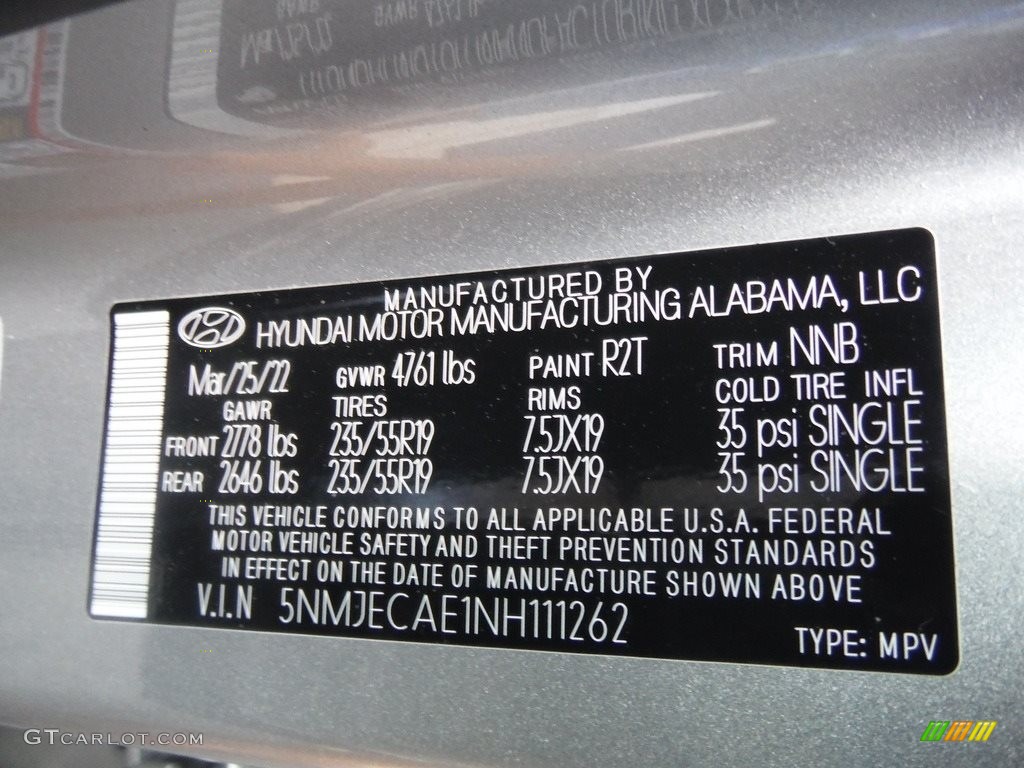 MANUFACTURED BY
HYUNDAI MOTOR MANUFACTURING ALABAMA, LLC
Mar/25/22 GVWR 4761 lbs PAINT R2T TRIM NNB
GAWR TIRES RIMS COLD TIRE INFL
FRONT 2778 lbs 235/55R19 7.5JX19 35 psi SINGLE
REAR 2646 lbs 235/55R19 7.5JX19 35 psi SINGLE
THIS VEHICLE CONFORMS TO ALL APPLICABLE U.S.A. FEDERAL
MOTOR VEHICLE SAFETY AND THEFT PREVENTION STANDARDS
IN EFFECT ON THE DATE OF MANUFACTURE SHOWN ABOVE
V.I.N 5NMJECAE1NH111262
TYPE: MPV
GTCARLOT.COM